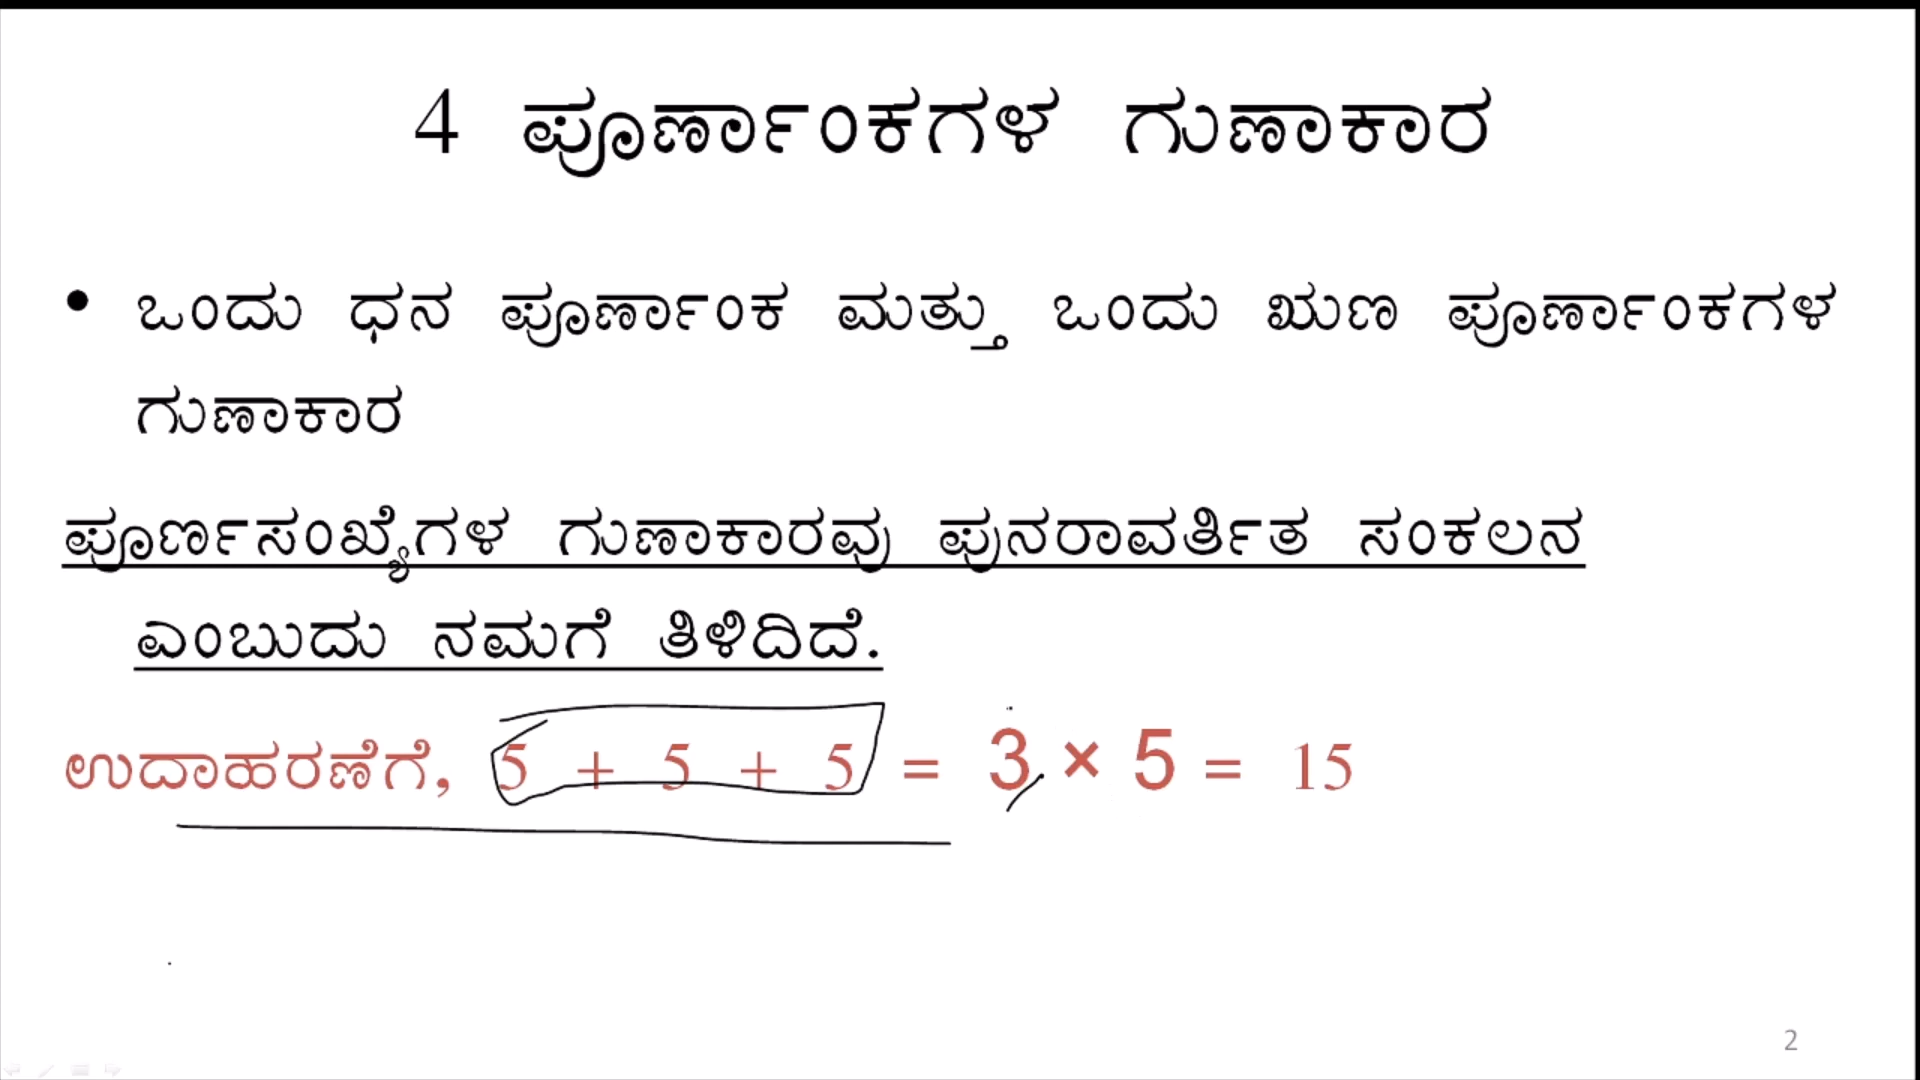 4 ಪೂರ್ಣಾಂಕಗಳ ಗುಣಾಕಾರ
• ಒಂದು ಧನ ಪೂರ್ಣಾಂಕ ಮತ್ತು ಒಂದು ಋಣ ಪೂರ್ಣಾಂಕಗಳ
ಗುಣಾಕಾರ
ಪೂರ್ಣಸಂಖ್ಯೆಗಳ ಗುಣಾಕಾರವು ಪುನರಾವರ್ತಿತ ಸಂಕಲನ
ಎಂಬುದು ನಮಗೆ ತಿಳಿದಿದೆ.
ಉದಾಹರಣೆಗೆ, 5 + 5 + 5 = 3 × 5 = 15
2